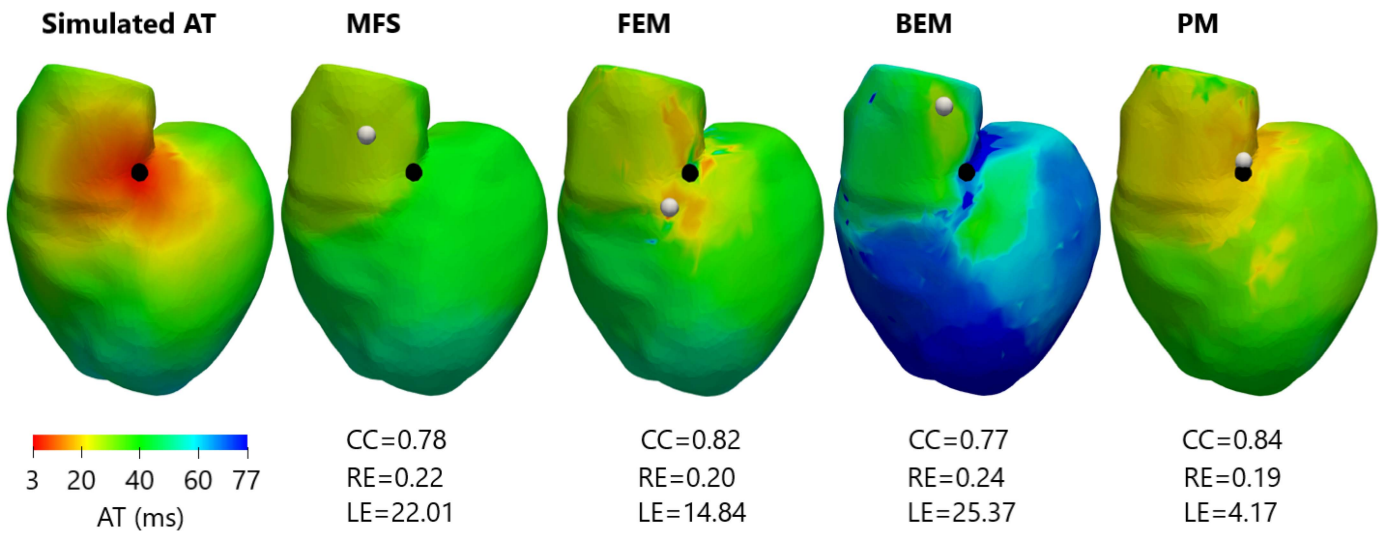 Simulated AT
MFS
FEM
BEM
PM
3 20 40 60 77
AT (ms)
CC=0.78
RE=0.22
LE=22.01
CC=0.82
RE=0.20
LE=14.84
CC=0.77
RE=0.24
LE=25.37
CC=0.84
RE=0.19
LE=4.17